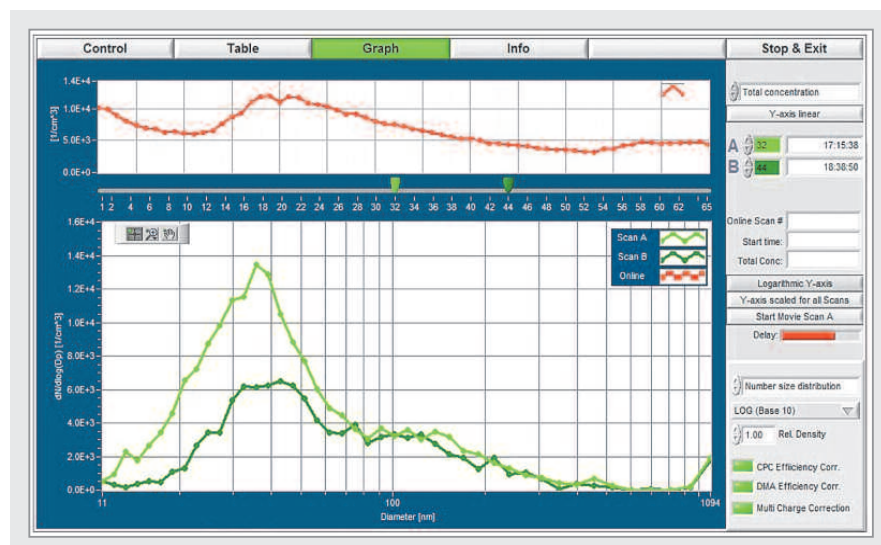 Control Table Graph Info Stop & Exit
1.4E+4
1.0E+4
5.0E+3
0.0E+0
[1/cm^3]
Total concentration
Y-axis linear
A 32 17:15:38
B 44 18:38:50
1 2 4 6 8 10 12 14 16 18 20 22 24 26 28 30 32 34 36 38 40 42 44 46 48 50 52 54 56 58 60 62 65
Scan A
Scan B
Online
1.6E+4
1.4E+4
1.2E+4
1.0E+4
8.0E+3
6.0E+3
4.0E+3
2.0E+3
0.0E+0
dN/dlog(Dp) [1/cm^3]
11 100 1094
Diameter [nm]
Online Scan #
Start time:
Total Conc:
Logarithmic Y-axis
Y-axis scaled for all Scans
Start Movie Scan A
Delay:
Number size distribution
LOG (Base 10)
1.00 Rel. Density
CPC Efficiency Corr.
DMA Efficiency Corr.
Multi Charge Correction